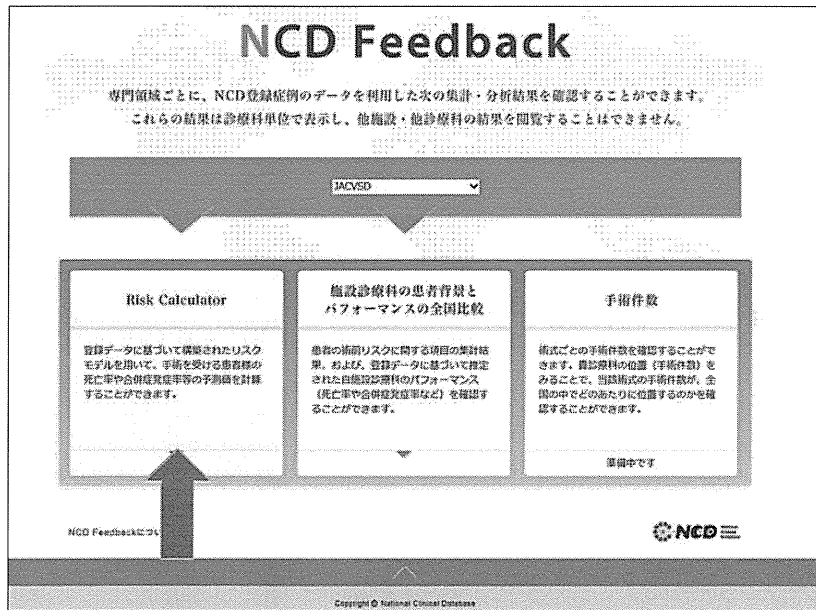 NCD Feedback
専門領域ごとに、NCD登録症例のデータを利用した次の集計・分析結果を確認することができます。
これらの結果は診療科単位で表示し、他施設・他診療科の結果を閲覧することはできません。
JACVSD
Risk Calculator
登録データに基づいて構築されたリスク
モデルを用いて、手術を受ける患者様の
死亡率や合併症発症率等の予測値を計算
することができます。
施設診療科の患者背景と
パフォーマンスの全国比較
患者の術前リスクに関する項目の集計結
果、および、登録データに基づいて推定
された自施設診療科のパフォーマンス
（死亡率や合併症発症率など）を確認す
ることができます。
手術件数
術式ごとの手術件数を確認することがで
きます。貴診療科の位置（手術件数）を
みることで、当該術式の手術件数が、全
国の中でどのあたりに位置するのかを確
認することができます。
準備中です
NCD Feedbackについ
NCD
Copyright © National Clinical Database